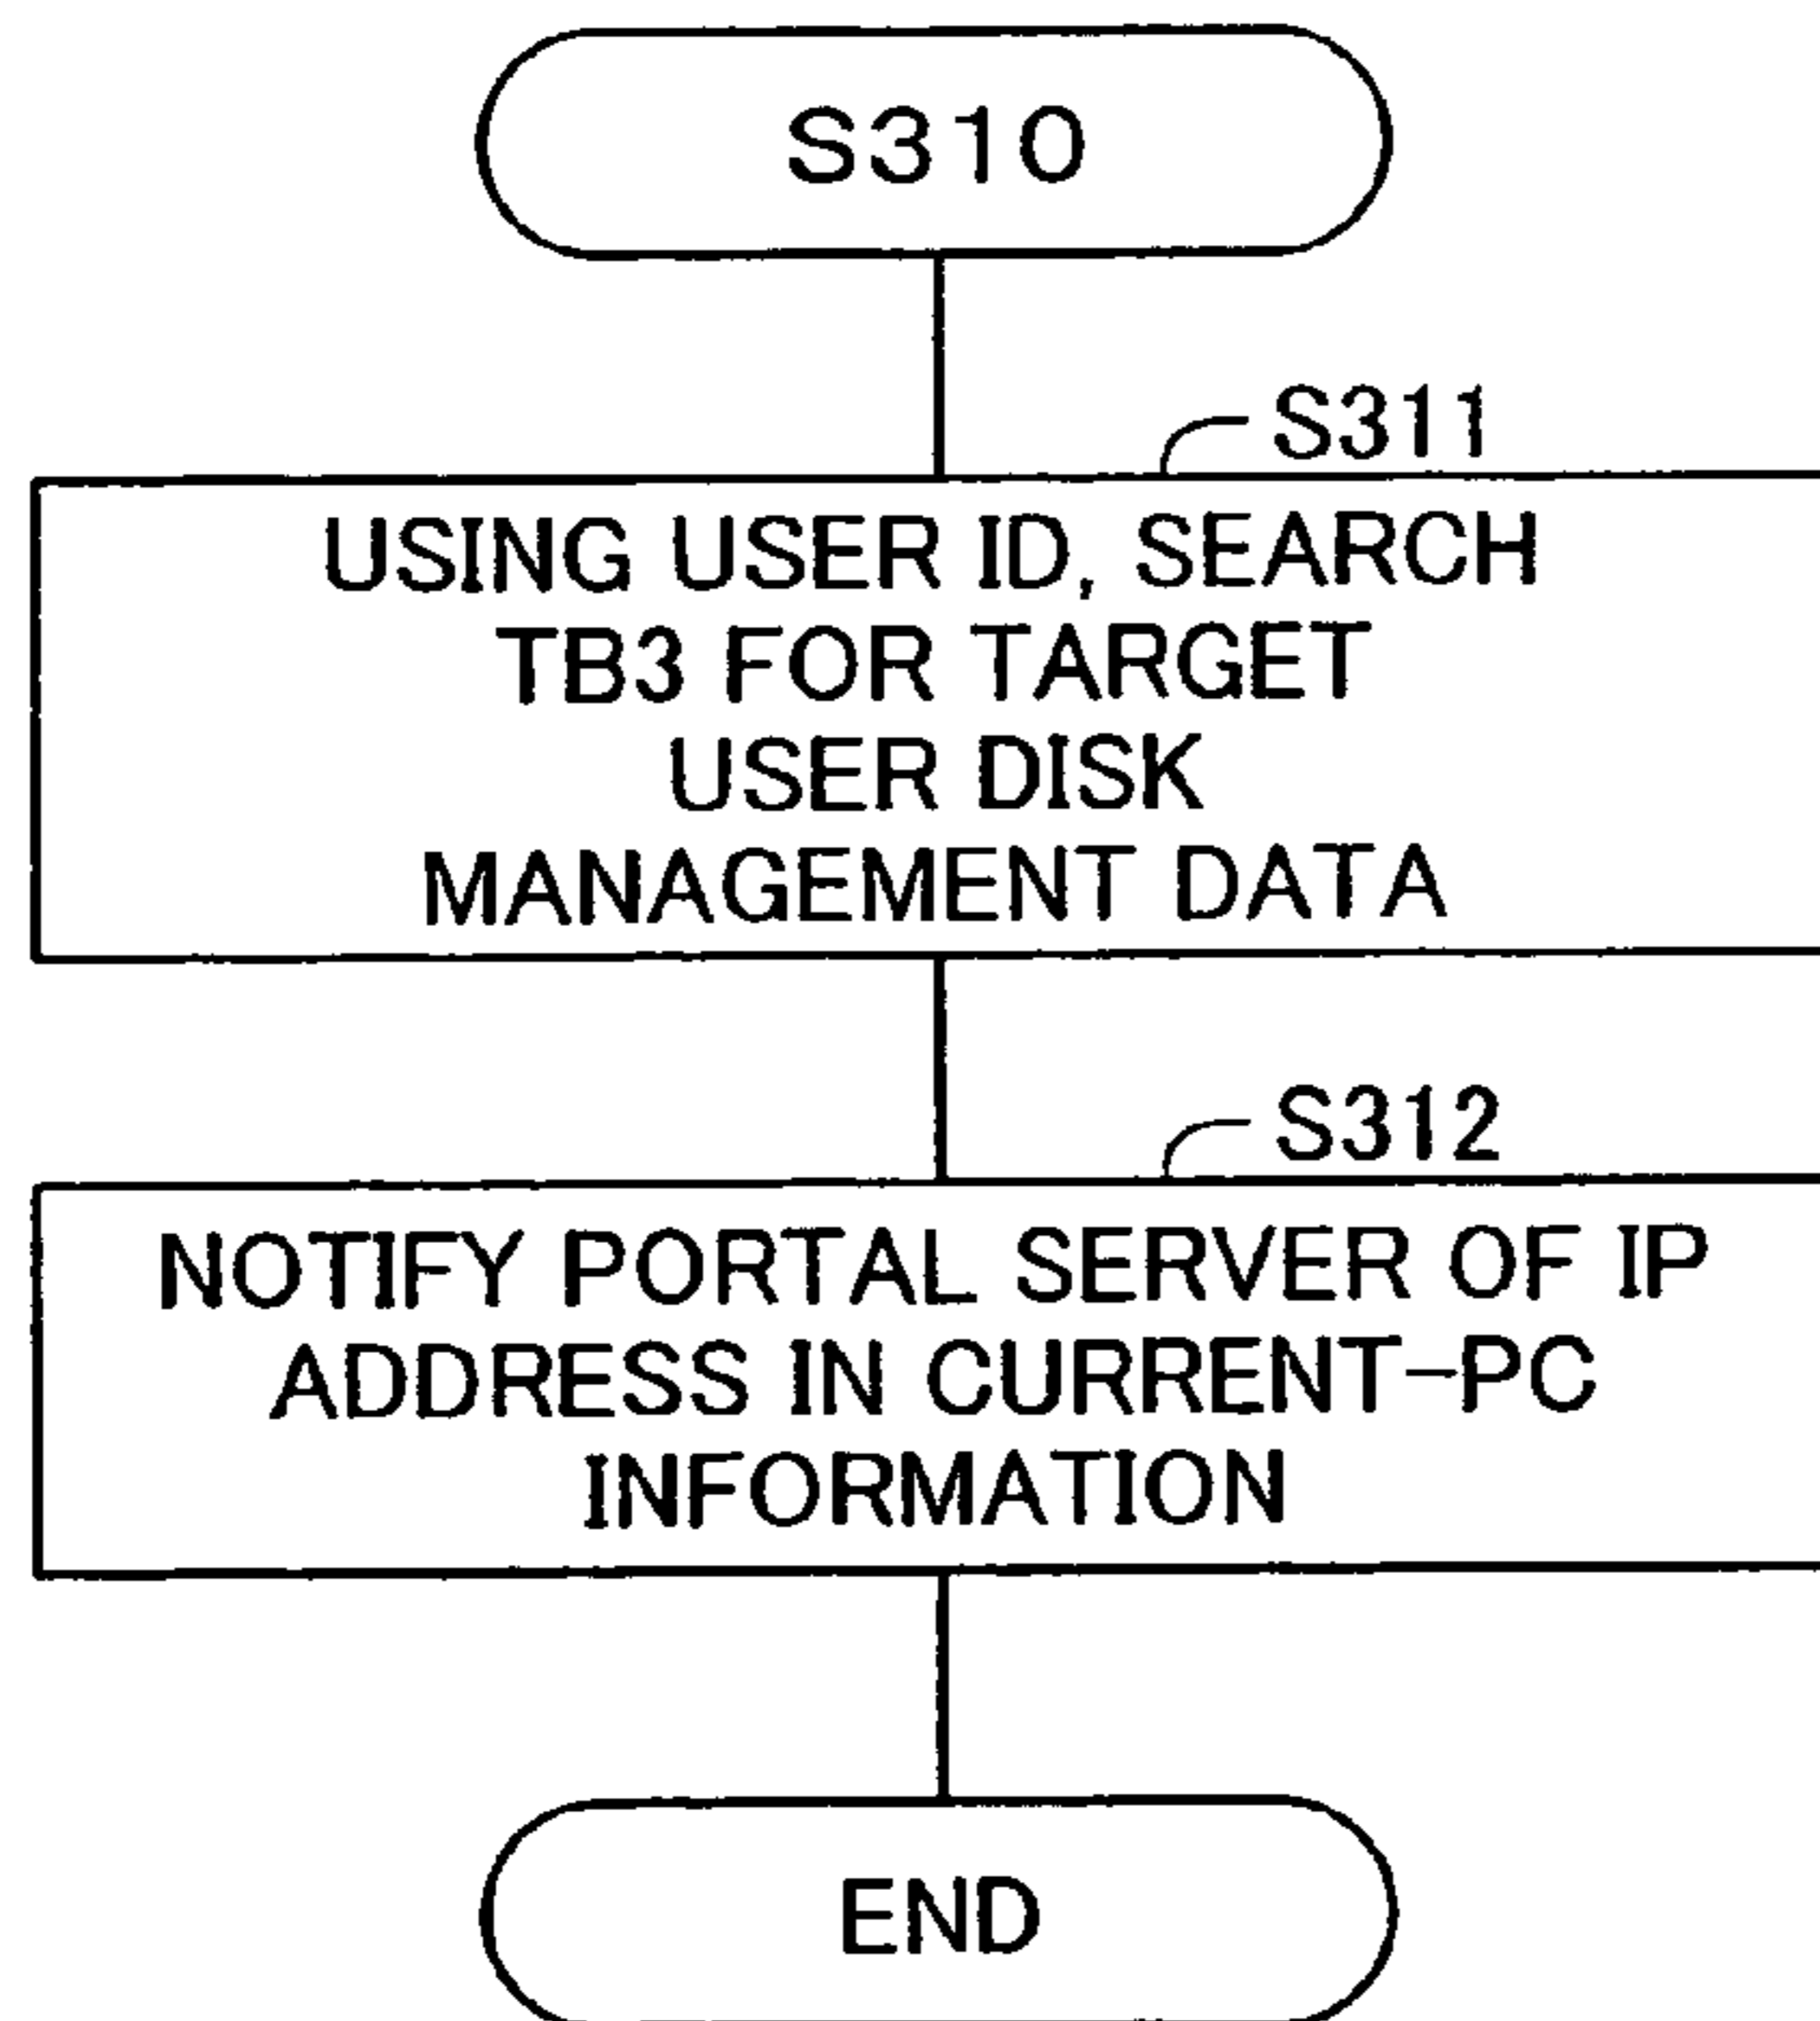 S310
S311
USING USER ID, SEARCH
TB3 FOR TARGET
USER DISK
MANAGEMENT DATA
S312
NOTIFY PORTAL SERVER OF IP
ADDRESS IN CURRENT-PC
INFORMATION
END